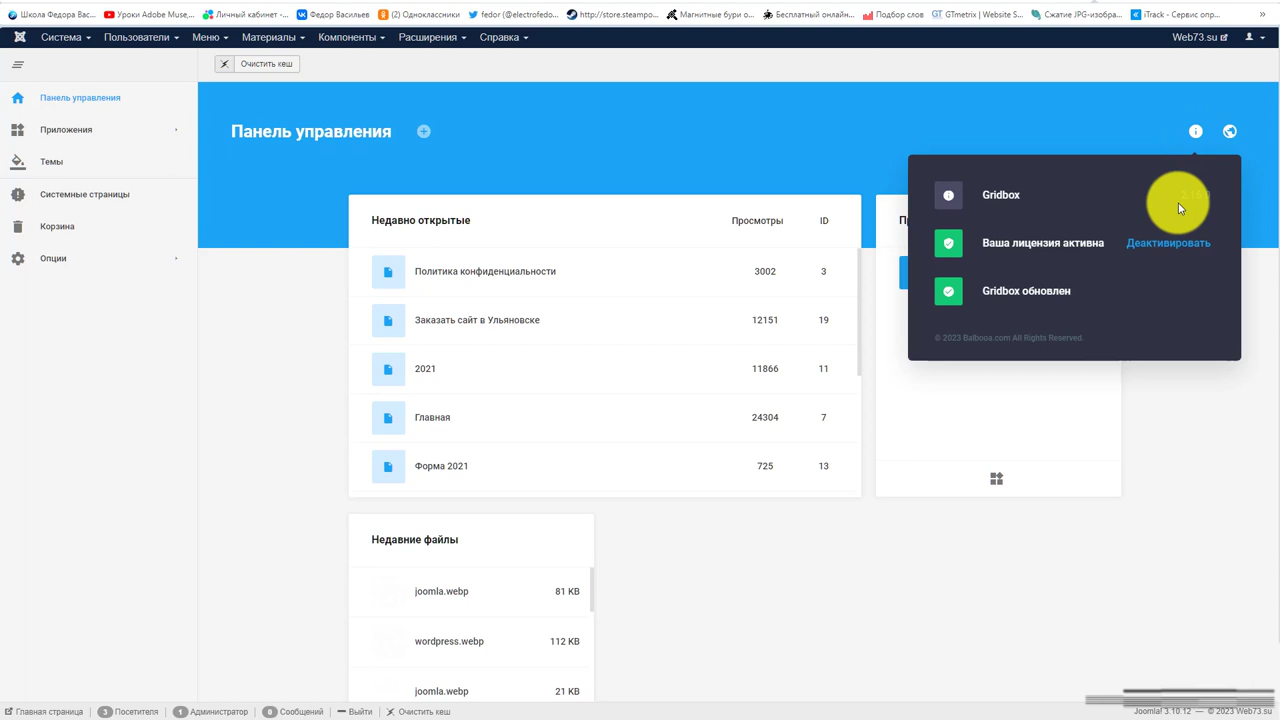 Школа Федора Вас... Уроки Adobe Muse,... Личный кабинет -... Федор Васильев (2) Одноклассники fedor (@electrofedo... http://store.steampo... Магнитные бури о... Бесплатный онлайн... Подбор слов GTmetrix | Website S... Сжатие JPG-изобра... iTrack - Сервис опр... »
Система Пользователи Меню Материалы Компоненты Расширения Справка Web73.su
Очистить кеш
Панель управления
Приложения
Темы
Системные страницы
Корзина
Опции
Панель управления
Недавно открытые Просмотры ID
Политика конфиденциальности 3002 3
Заказать сайт в Ульяновске 12151 19
2021 11866 11
Главная 24304 7
Форма 2021 725 13
Gridbox
Ваша лицензия активна Деактивировать
Gridbox обновлен
© 2023 Balbooa.com All Rights Reserved.
Недавние файлы
joomla.webp 81 KB
wordpress.webp 112 KB
joomla.webp 21 KB
Главная страница 3 Посетителя 1 Администратор 0 Сообщений Выйти Очистить кеш Joomla! 3.10.12 — © 2023 Web73.su